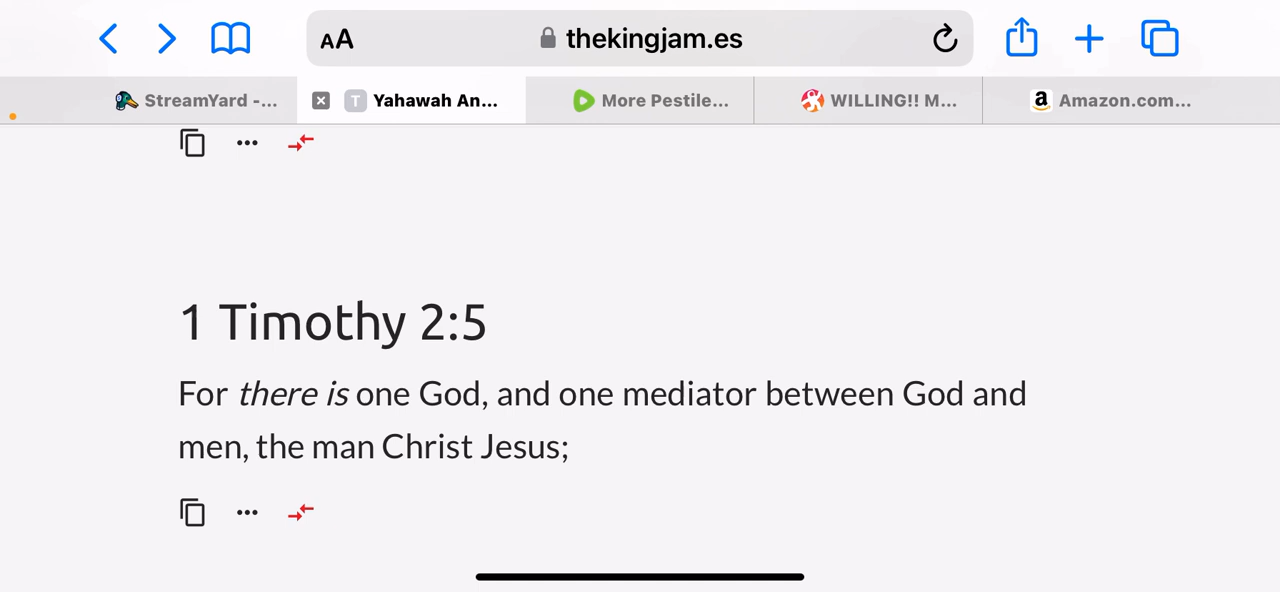 AA thekingjam.es
StreamYard -... T Yahawah An... More Pestile... WILLING!! M... a Amazon.com...
1 Timothy 2:5
For there is one God, and one mediator between God and
men, the man Christ Jesus;